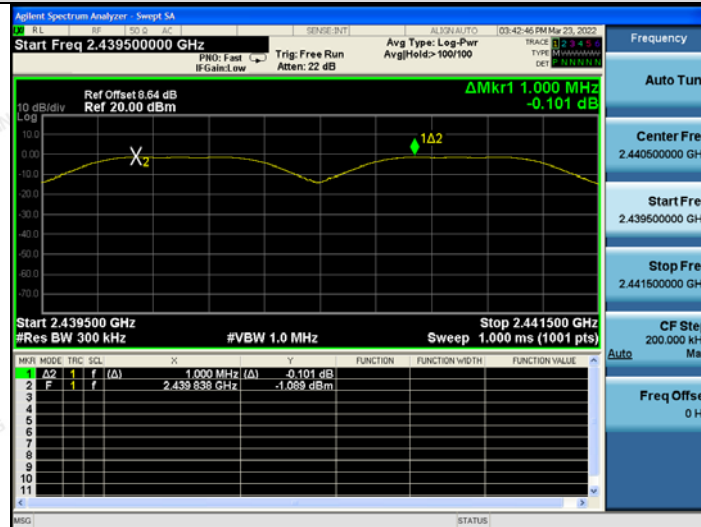 Agilent Spectrum Analyzer - Swept SA
RL RF 50 Ω AC SENSE:INT ALIGN AUTO 03:42:46 PM Mar 23, 2022
Start Freq 2.439500000 GHz
PNO: Fast
IFGain:Low
Trig: Free Run
Atten: 22 dB
Avg Type: Log-Pwr
Avg|Hold:>100/100
TRACE 1 2 3 4 5 6
TYPE
DET P N N N N N
ΔMkr1 1.000 MHz
-0.101 dB
Ref Offset 8.64 dB
10 dB/div Ref 20.00 dBm
Log
10.0
0.00
-10.0
-20.0
-30.0
-40.0
-50.0
-60.0
-70.0
X2
1Δ2
Start 2.439500 GHz Stop 2.441500 GHz
#Res BW 300 kHz #VBW 1.0 MHz Sweep 1.000 ms (1001 pts)
MKR MODE TRC SCL X Y FUNCTION FUNCTION WIDTH FUNCTION VALUE
1 Δ2 1 f (Δ) 1.000 MHz (Δ) -0.101 dB
2 F 1 f 2.439 838 GHz -1.089 dBm
3
4
5
6
7
8
9
10
11
MSG STATUS
Frequency
Auto Tun
Center Fre
2.440500000 GH
Start Fre
2.439500000 GH
Stop Fre
2.441500000 GH
CF Ste
200.000 kH
Auto Ma
Freq Offse
0 H